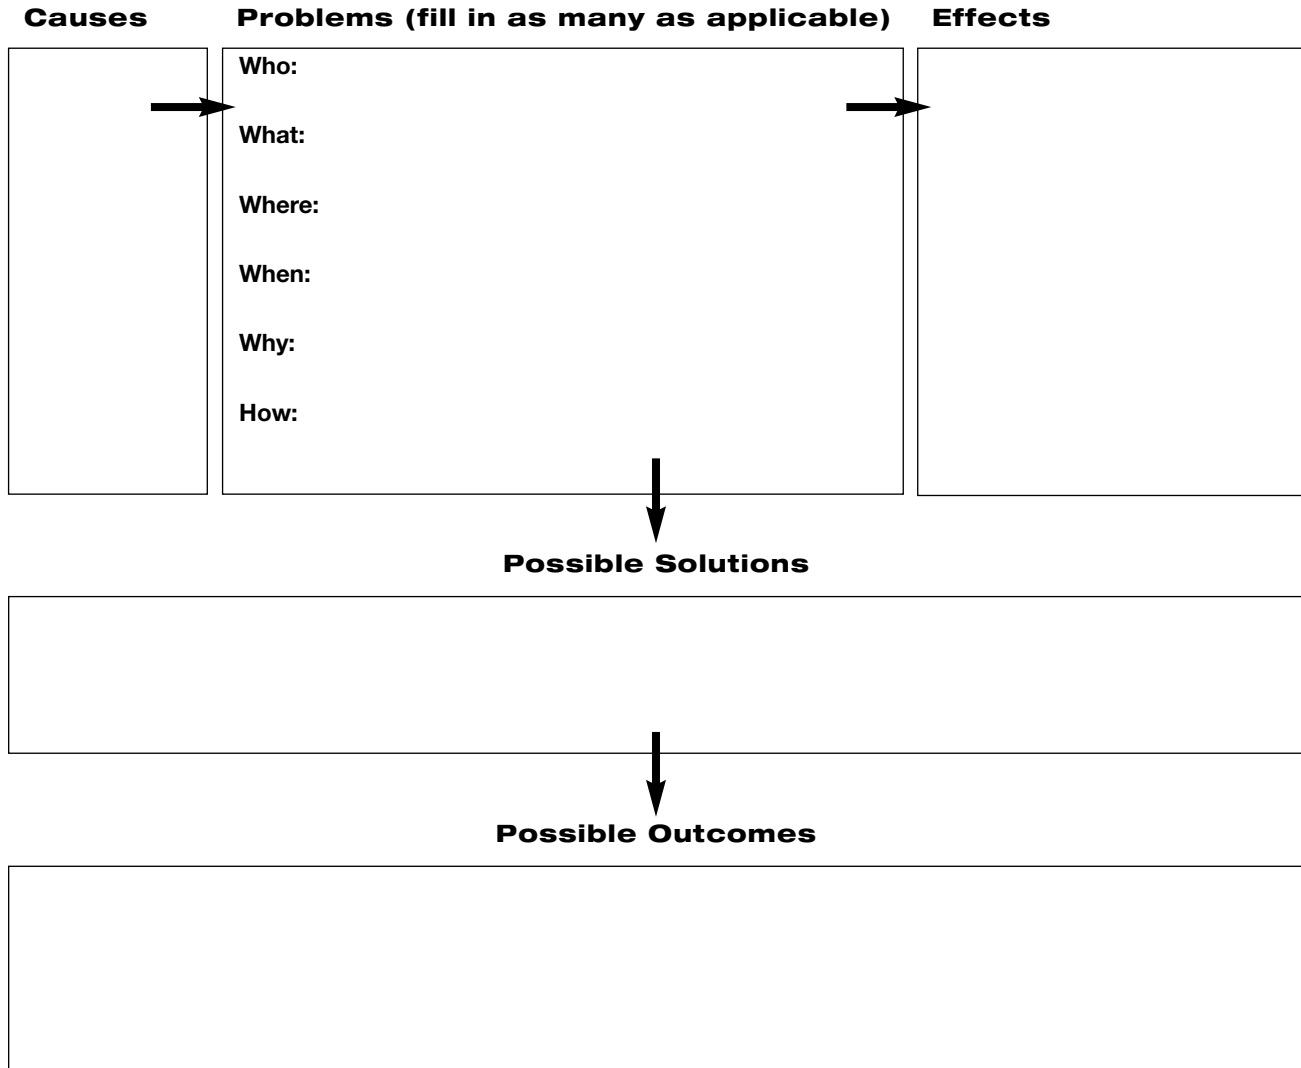 Causes
Problems (fill in as many as applicable)
Effects
Who:
What:
Where:
When:
Why:
How:
Possible Solutions
Possible Outcomes